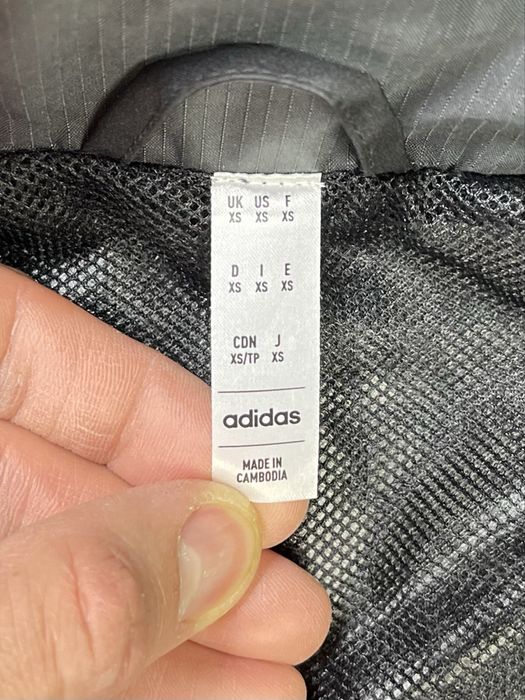 UK US F
XS XS XS
D I E
XS XS XS
CDN J
XS/TP XS
adidas
MADE IN
CAMBODIA